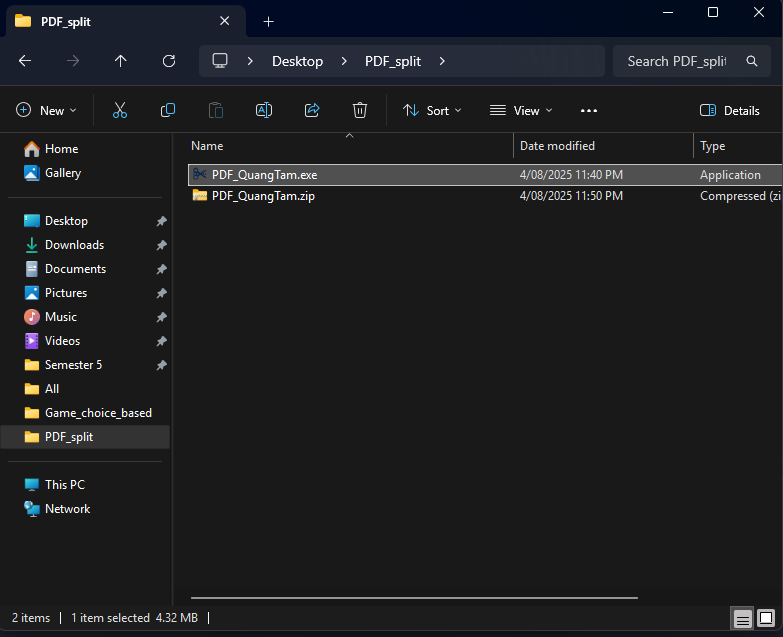 PDF_split
Desktop PDF_split Search PDF_split
New Sort View Details
Name Date modified Type
Home
Gallery
PDF_QuangTam.exe 4/08/2025 11:40 PM Application
PDF_QuangTam.zip 4/08/2025 11:50 PM Compressed (zi
Desktop
Downloads
Documents
Pictures
Music
Videos
Semester 5
All
Game_choice_based
PDF_split
This PC
Network
2 items 1 item selected 4.32 MB